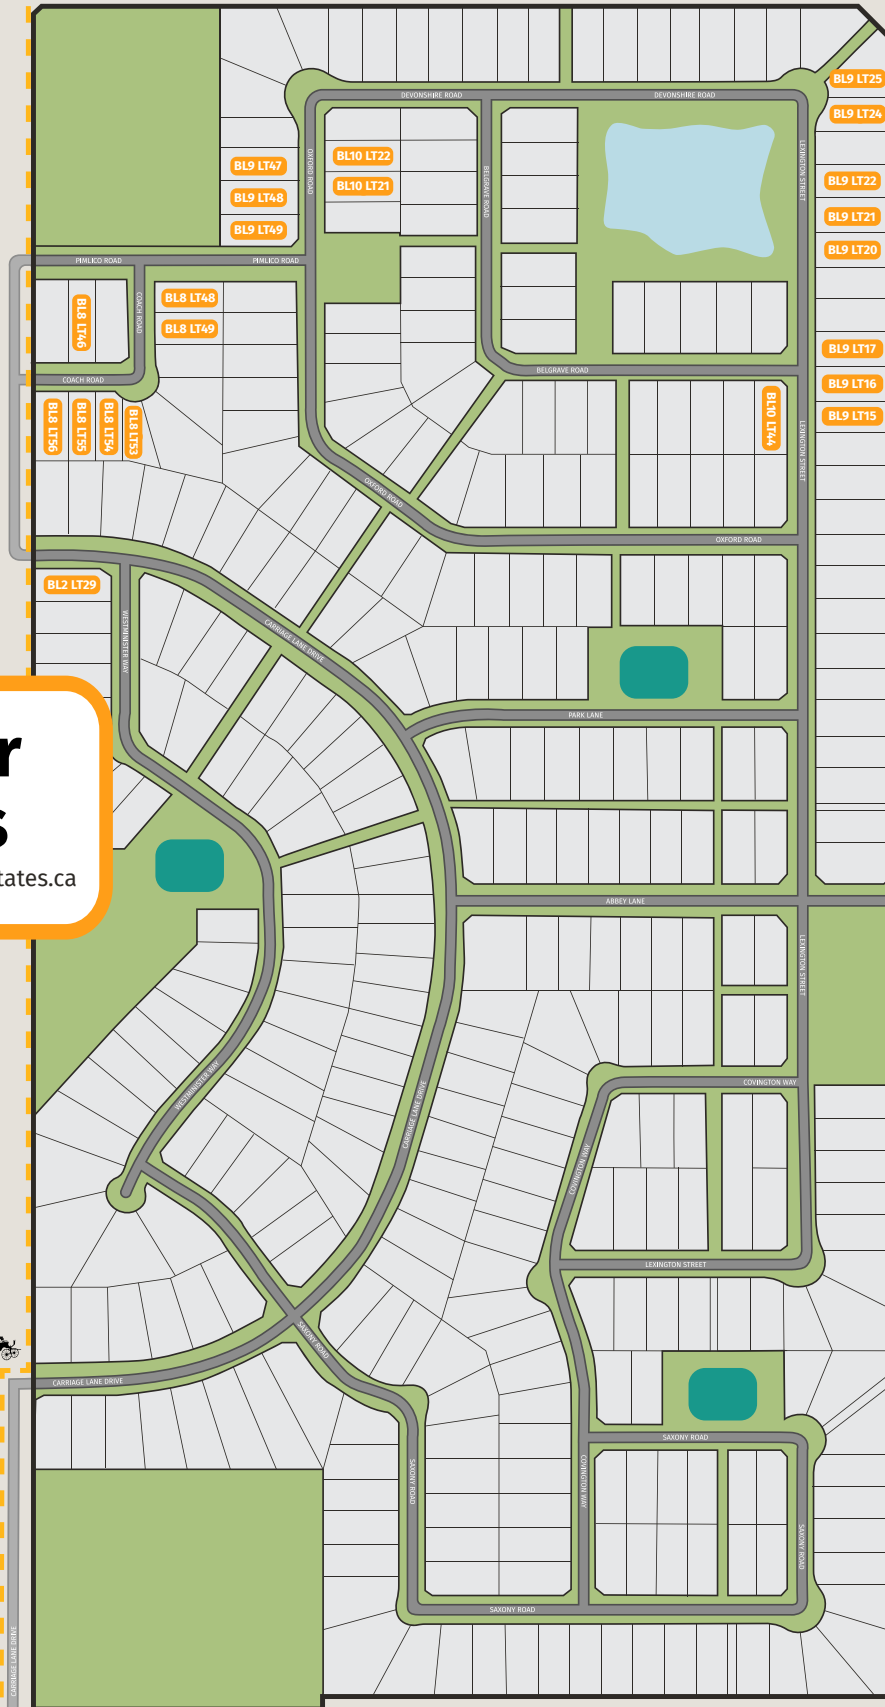 BL9 LT25
DEVONSHIRE ROAD
DEVONSHIRE ROAD
BL9 LT24
BL9 LT47
BL10 LT22
OXFORD ROAD
BELGRAVE ROAD
LEXINGTON STREET
BL9 LT22
BL10 LT21
BL9 LT48
BL9 LT21
BL9 LT49
BL9 LT20
PIMLICO ROAD
PIMLICO ROAD
BL8 LT48
COACH ROAD
BL8 LT46
BL8 LT49
BL9 LT17
BELGRAVE ROAD
COACH ROAD
BL9 LT16
BL9 LT15
BL10 LT44
BL8 LT56
BL8 LT55
BL8 LT54
BL8 LT53
LEXINGTON STREET
OXFORD ROAD
OXFORD ROAD
BL2 LT29
WESTMINISTER WAY
CARRIAGE LANE DRIVE
PARK LANE
r
s
tates.ca
ABBEY LANE
LEXINGTON STREET
WESTMINISTER WAY
COVINGTON WAY
CARRIAGE LANE DRIVE
COVINGTON WAY
LEXINGTON STREET
SAXONY ROAD
CARRIAGE LANE DRIVE
SAXONY ROAD
SAXONY ROAD
COVINGTON WAY
SAXONY ROAD
SAXONY ROAD
CARRIAGE LANE DRIVE